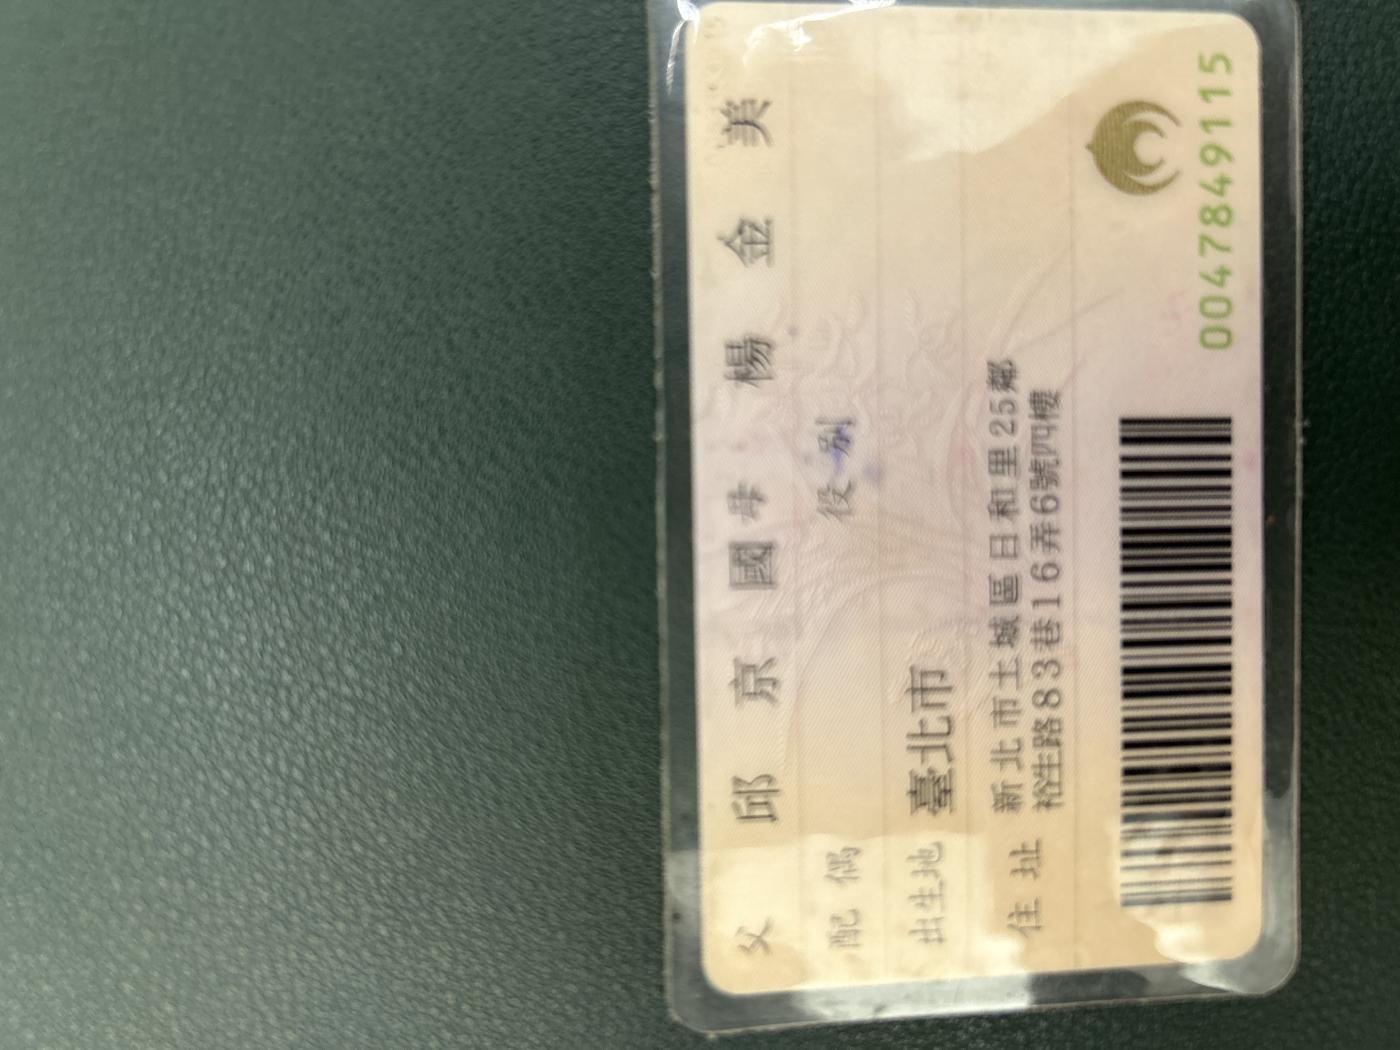 父 邱京國 母 楊金美
配偶 役別
出生地 臺北市
住址 新北市土城區日和里25鄰
裕生路83巷16弄6號四樓
0047849115